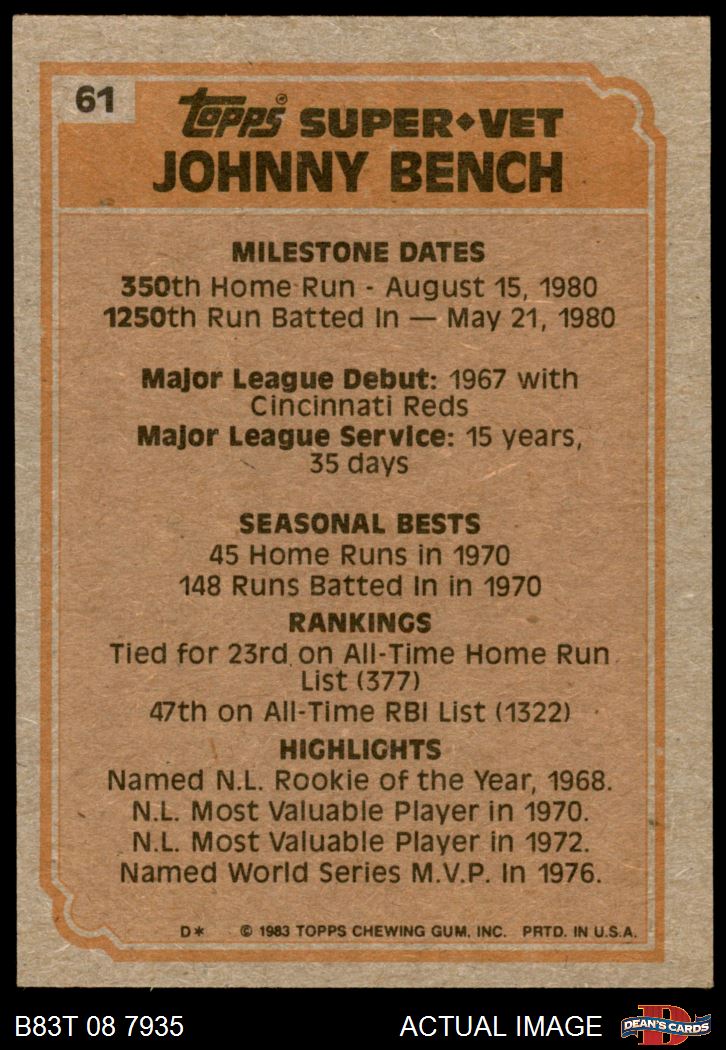 61
Topps® SUPER◆VET
JOHNNY BENCH
MILESTONE DATES
350th Home Run - August 15, 1980
1250th Run Batted In — May 21, 1980
Major League Debut: 1967 with
Cincinnati Reds
Major League Service: 15 years,
35 days
SEASONAL BESTS
45 Home Runs in 1970
148 Runs Batted In in 1970
RANKINGS
Tied for 23rd on All-Time Home Run
List (377)
47th on All-Time RBI List (1322)
HIGHLIGHTS
Named N.L. Rookie of the Year, 1968.
N.L. Most Valuable Player in 1970.
N.L. Most Valuable Player in 1972.
Named World Series M.V.P. In 1976.
D* © 1983 TOPPS CHEWING GUM, INC. PRTD. IN U.S.A.
B83T 08 7935 ACTUAL IMAGE D DEAN'S CARDS